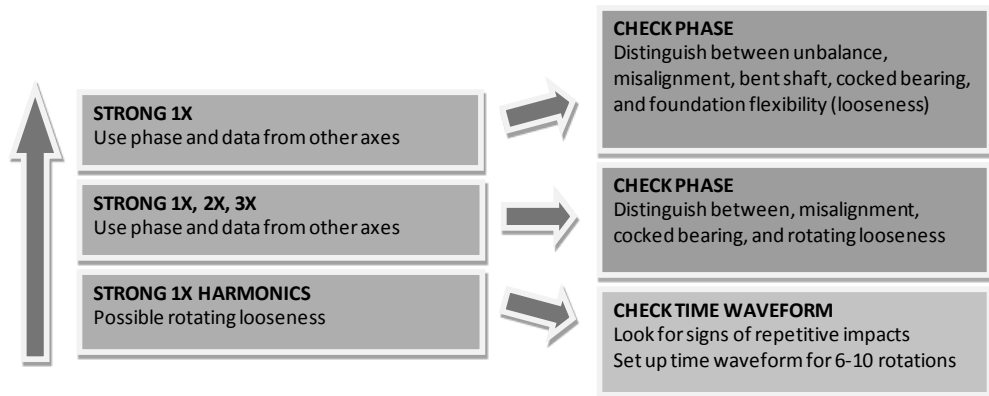 STRONG 1X
Use phase and data from other axes
CHECK PHASE
Distinguish between unbalance,
misalignment, bent shaft, cocked bearing,
and foundation flexibility (looseness)
STRONG 1X, 2X, 3X
Use phase and data from other axes
CHECK PHASE
Distinguish between, misalignment,
cocked bearing, and rotating looseness
STRONG 1X HARMONICS
Possible rotating looseness
CHECK TIME WAVEFORM
Look for signs of repetitive impacts
Set up time waveform for 6-10 rotations